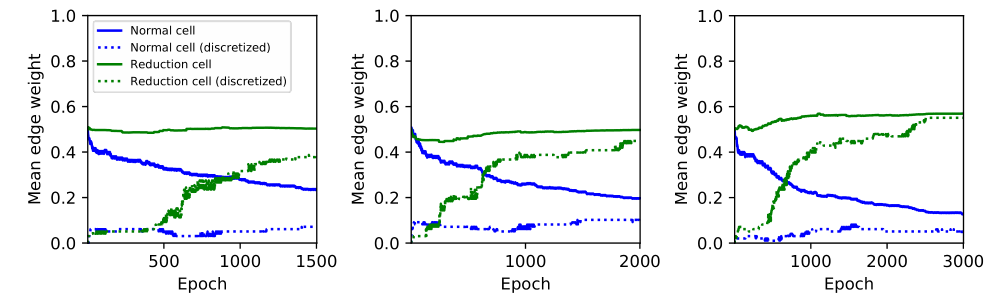 Mean edge weight
1.0
0.8
0.6
0.4
0.2
0.0
Normal cell
Normal cell (discretized)
Reduction cell
Reduction cell (discretized)
500 1000 1500
Epoch
Mean edge weight
1.0
0.8
0.6
0.4
0.2
0.0
1000 2000
Epoch
Mean edge weight
1.0
0.8
0.6
0.4
0.2
0.0
1000 2000 3000
Epoch